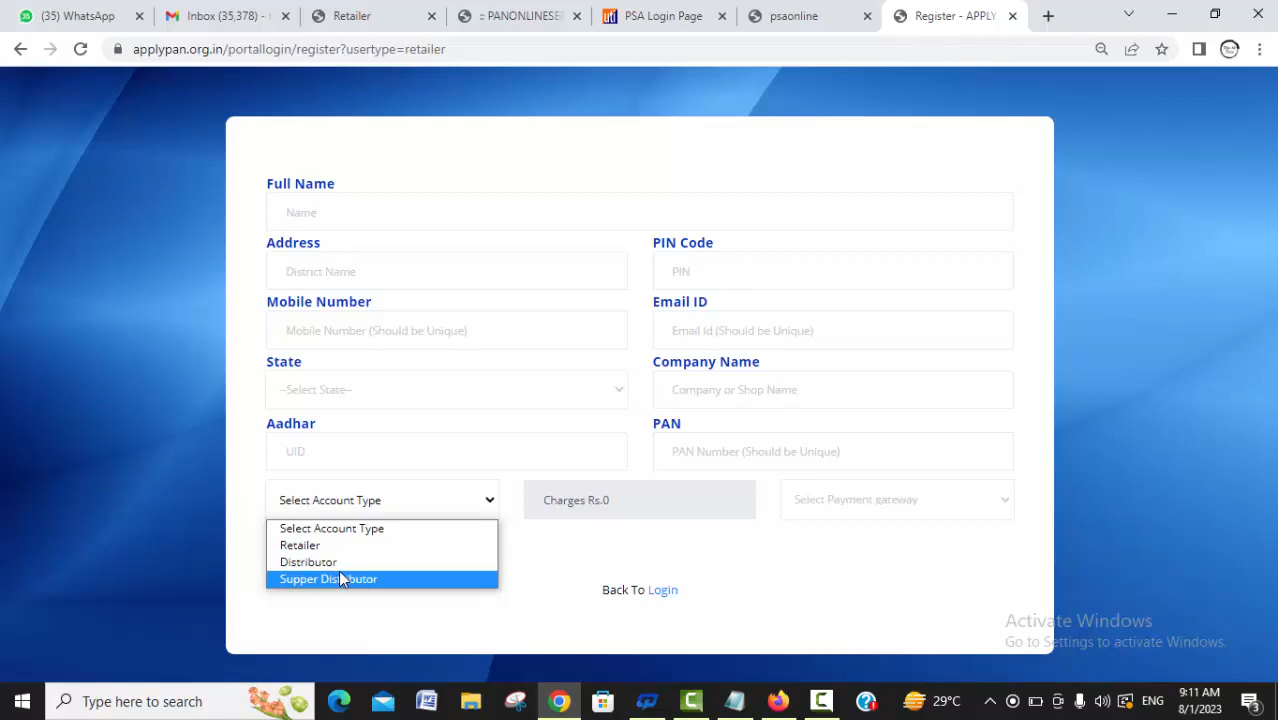 (35) WhatsApp
Inbox (35,378) -
Retailer
:: PANONLINESER
uti PSA Login Page
psaonline
Register - APPLY
applypan.org.in/portallogin/register?usertype=retailer
Full Name
Name
Address
PIN Code
District Name
PIN
Mobile Number
Email ID
Mobile Number (Should be Unique)
Email Id (Should be Unique)
State
Company Name
--Select State--
Company or Shop Name
Aadhar
PAN
UID
PAN Number (Should be Unique)
Select Account Type
Charges Rs.0
Select Payment gateway
Select Account Type
Retailer
Distributor
Supper Distributor
Back To Login
Activate Windows
Go to Settings to activate Windows.
Type here to search
29°C
ENG
9:11 AM
8/1/2023
3